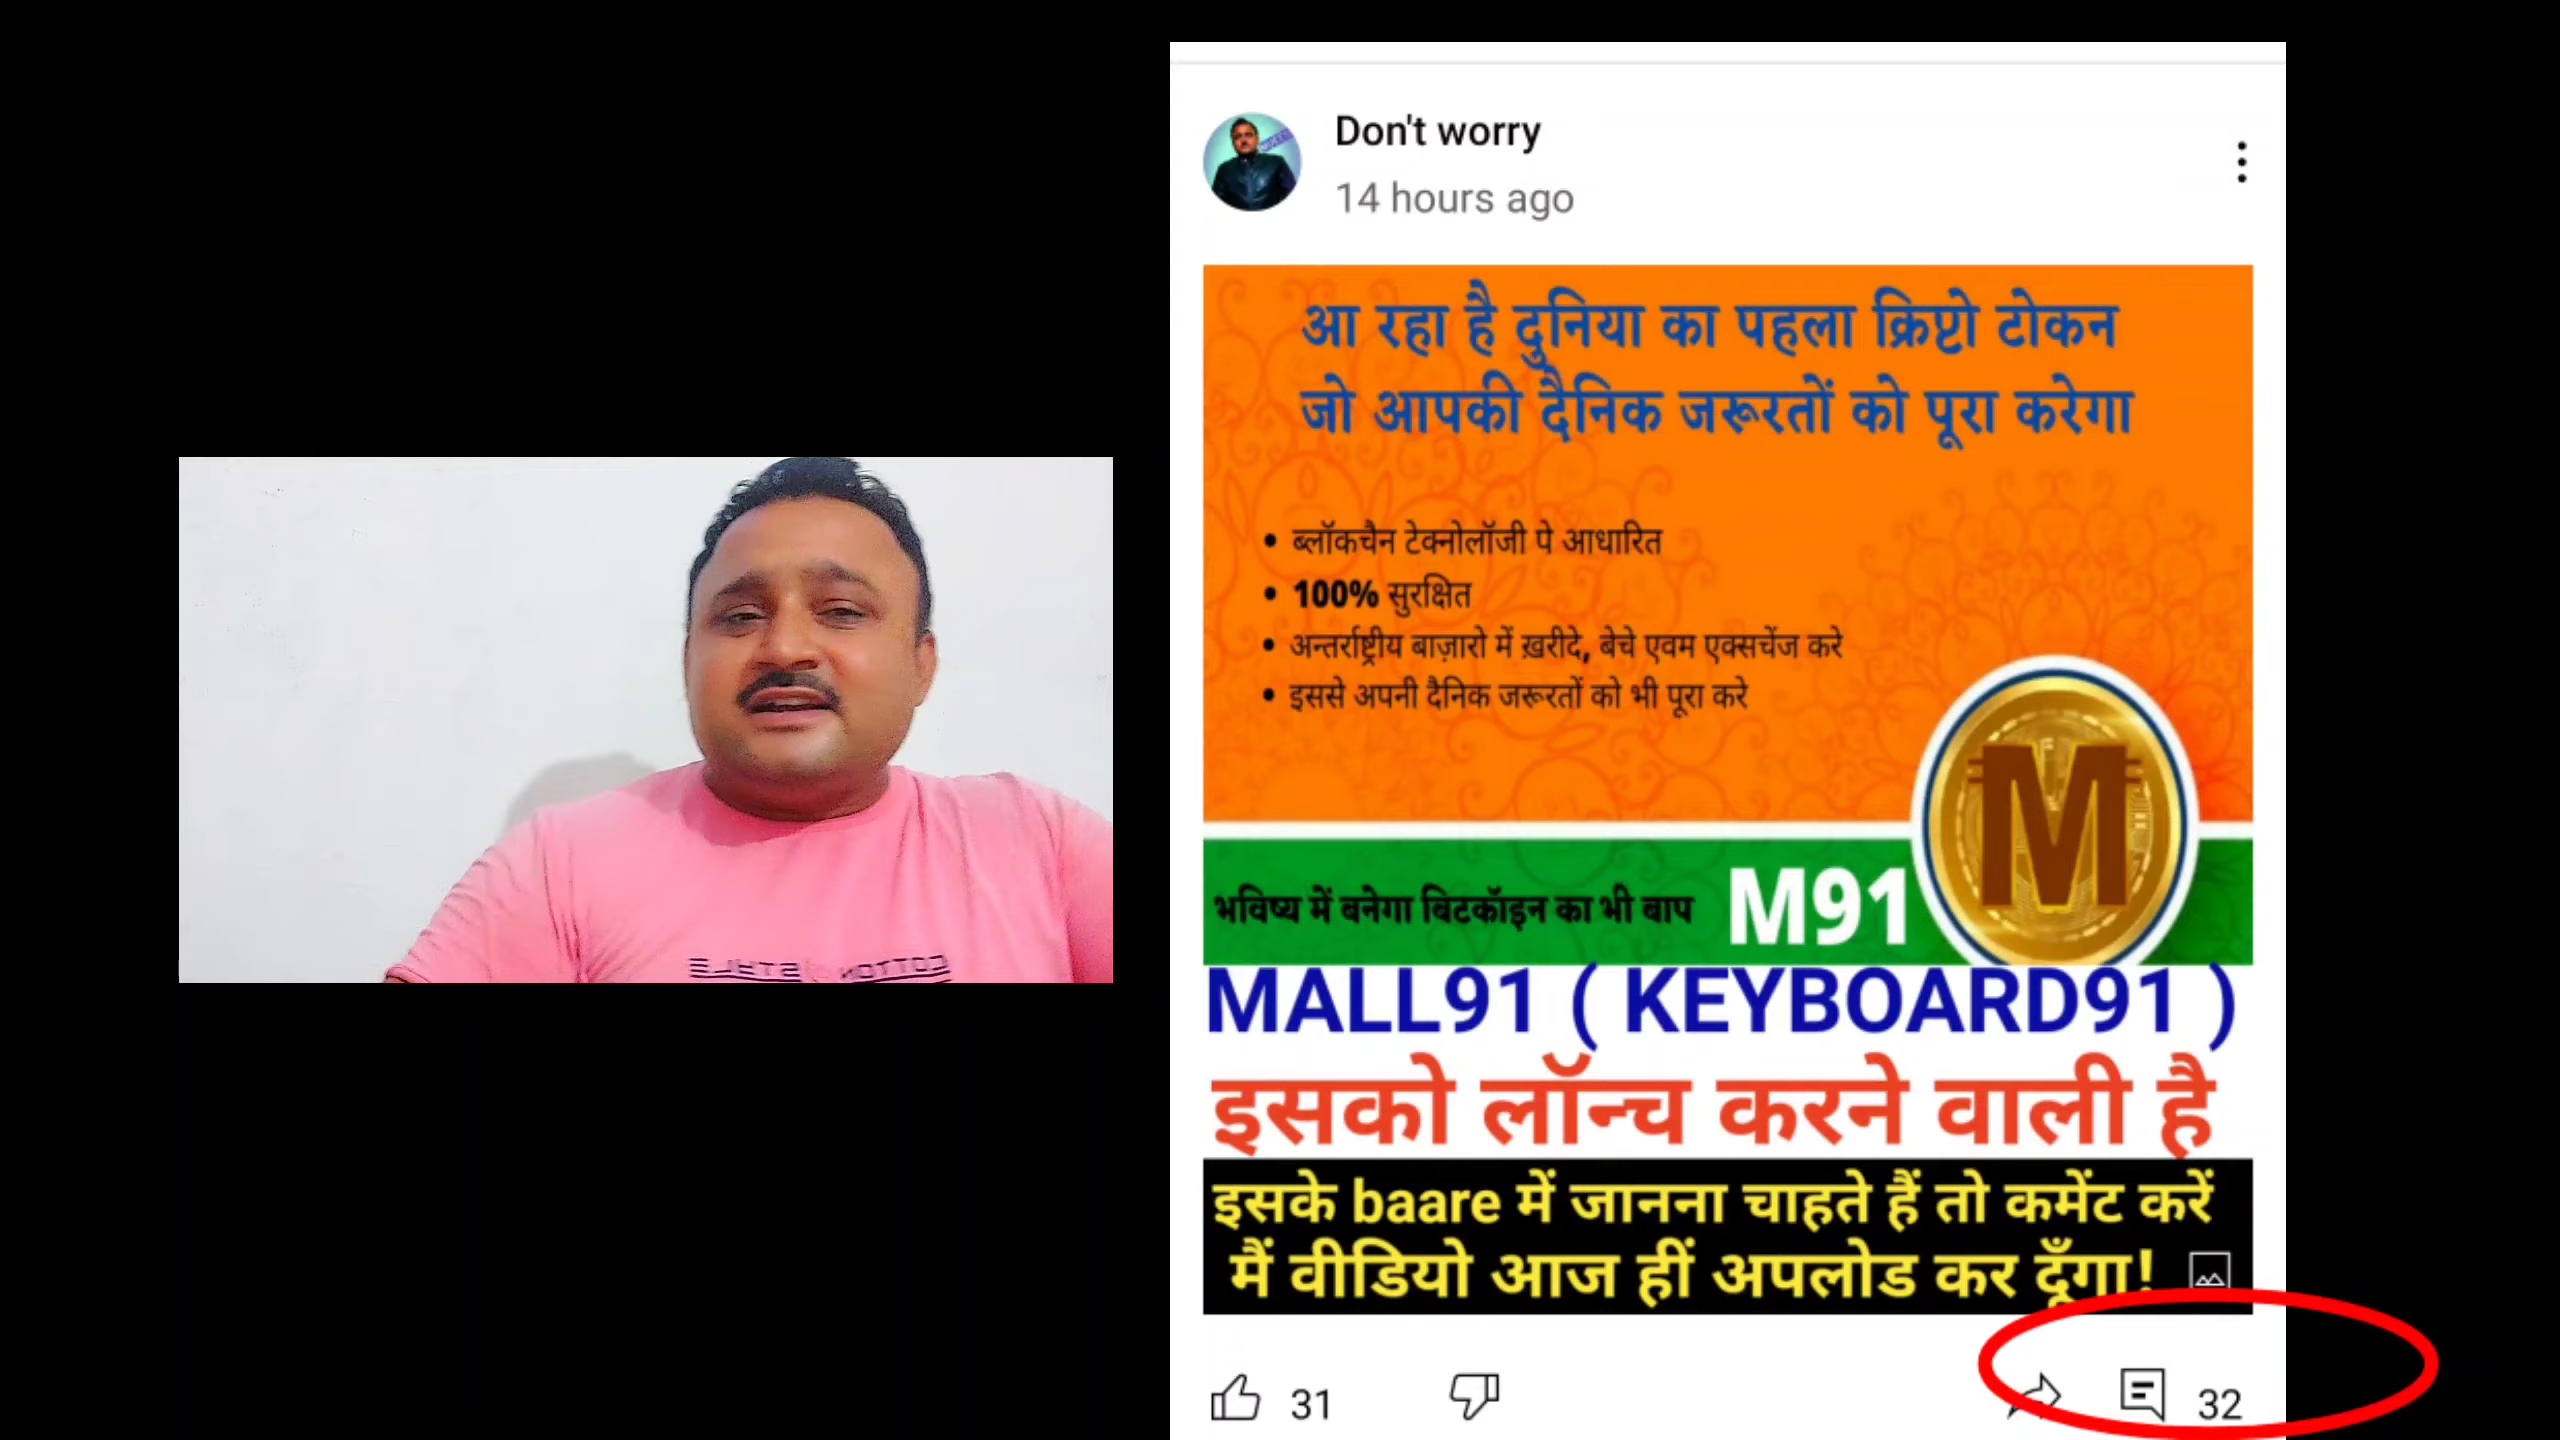 Don't worry
14 hours ago
आ रहा है दुनिया का पहला क्रिप्टो टोकन
जो आपकी दैनिक जरूरतों को पूरा करेगा
• ब्लॉकचैन टेक्नोलॉजी पे आधारित
• 100% सुरक्षित
• अन्तर्राष्ट्रीय बाज़ारो में ख़रीदे, बेचे एवम एक्सचेंज करे
• इससे अपनी दैनिक जरूरतों को भी पूरा करे
M
भविष्य में बनेगा बिटकॉइन का भी बाप M91
MALL91 ( KEYBOARD91 )
इसको लॉन्च करने वाली है
इसके baare में जानना चाहते हैं तो कमेंट करें
मैं वीडियो आज हीं अपलोड कर दूँगा!
31 32
COTTON STYLE